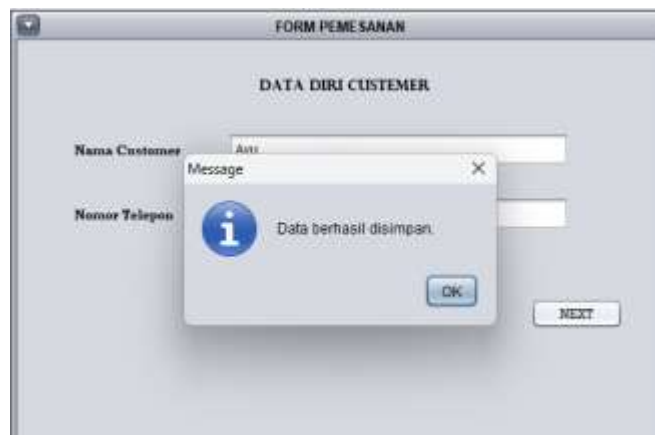 FORM PEMESANAN
DATA DIRI CUSTEMER
Nama Customer
Message
Nomor Telepon
Data berhasil disimpan.
OK
NEXT